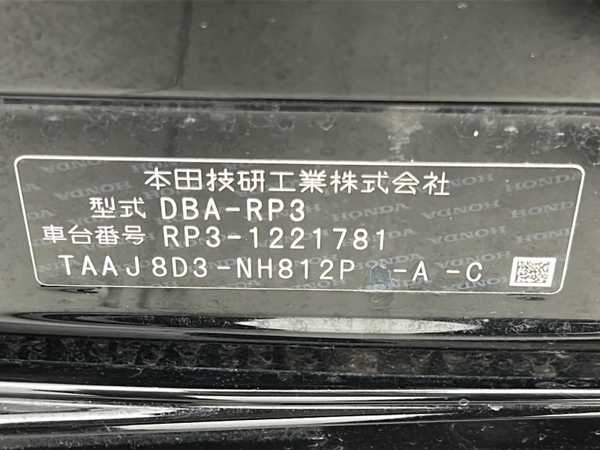 本田技研工業株式会社
型式 DBA-RP3
車台番号 RP3-1221781
TAAJ8D3-NH812P -A-C